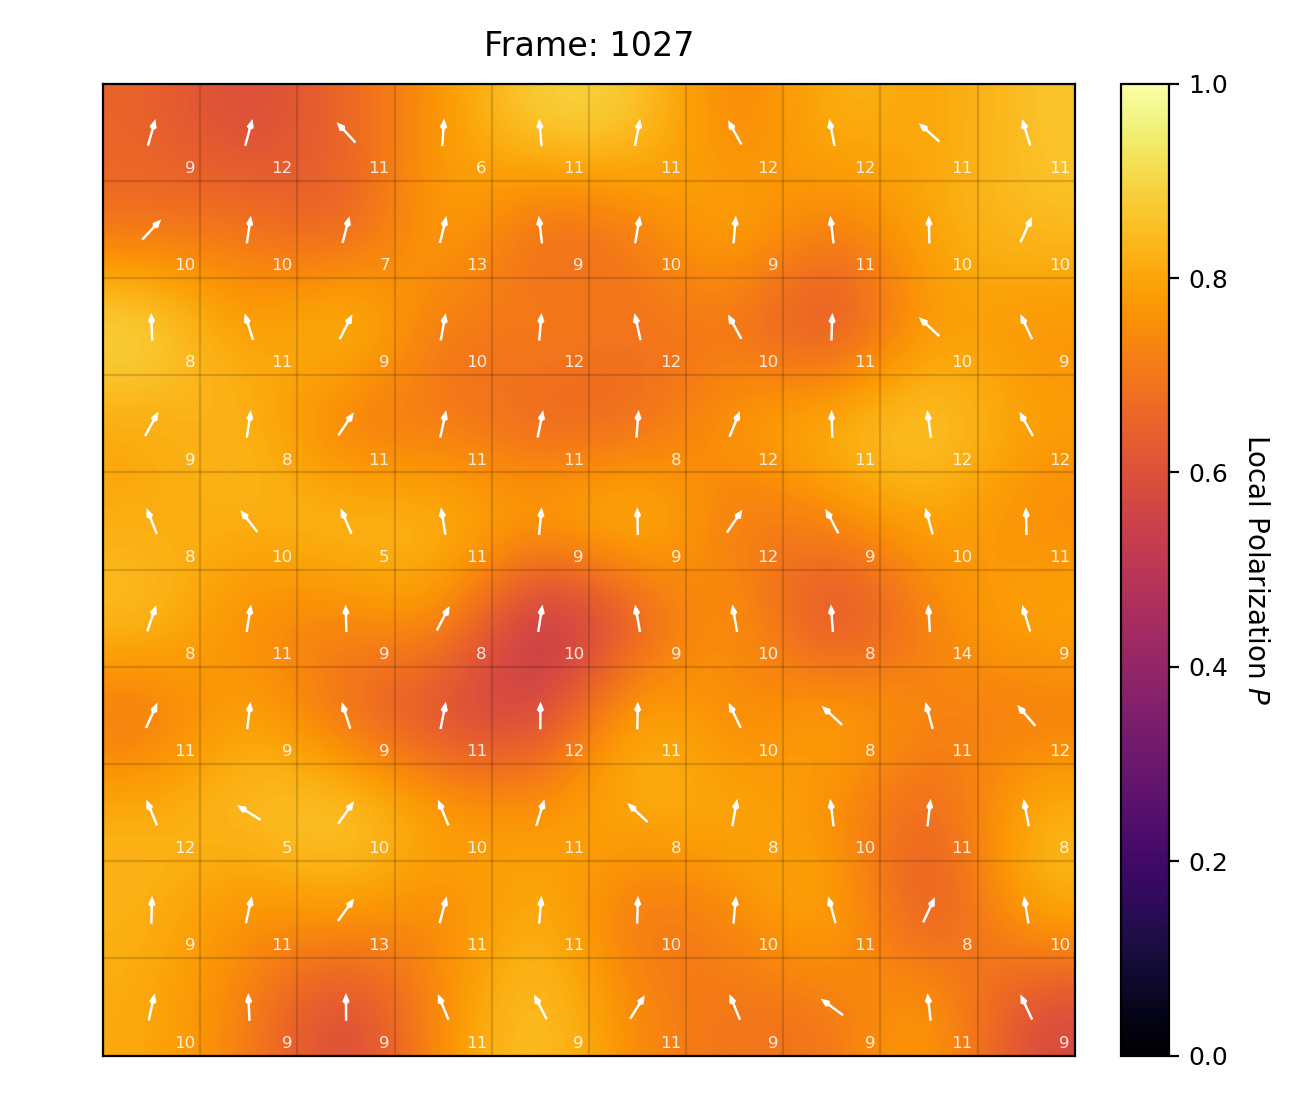 Frame: 1027
9 12 11 6 11 11 12 12 11 11
10 10 7 13 9 10 9 11 10 10
8 11 9 10 12 12 10 11 10 9
9 8 11 11 11 8 12 11 12 12
8 10 5 11 9 9 12 9 10 11
8 11 9 8 10 9 10 8 14 9
11 9 9 11 12 11 10 8 11 12
12 5 10 10 11 8 8 10 11 8
9 11 13 11 11 10 10 11 8 10
10 9 9 11 9 11 9 9 11 9
1.0
0.8
0.6
0.4
0.2
0.0
Local Polarization P